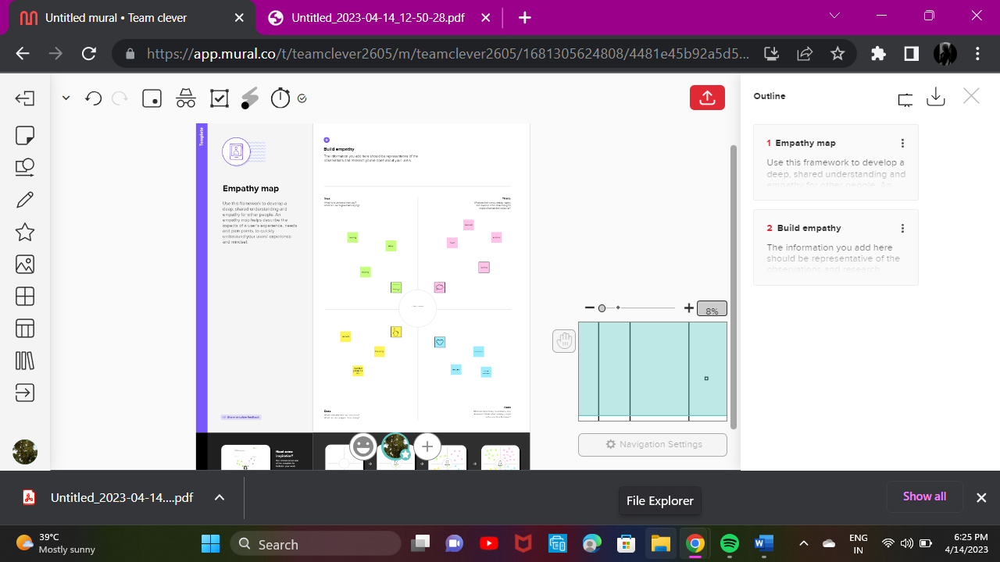 Untitled mural • Team clever
Untitled_2023-04-14_12-50-28.pdf
https://app.mural.co/t/teamclever2605/m/teamclever2605/1681305624808/4481e45b92a5d5...
Outline
1 Empathy map
Use this framework to develop a
deep, shared understanding and
empathy for other people. An
2 Build empathy
The information you add here
should be representative of the
observations and research
Template
Empathy map
Use this framework to develop a
deep, shared understanding and
empathy for other people. An
empathy map helps describe the
aspects of a user's experience, needs
and pain points, to quickly
understand your users' experience
and mindset.
Share template feedback
Build empathy
The information you add here should be representative of the
observations and research you've done about your users.
Says
Thinks
Does
Feels
Need some
inspiration?
8%
Navigation Settings
Untitled_2023-04-14....pdf
File Explorer
Show all
39°C
Mostly sunny
Search
ENG
IN
6:25 PM
4/14/2023